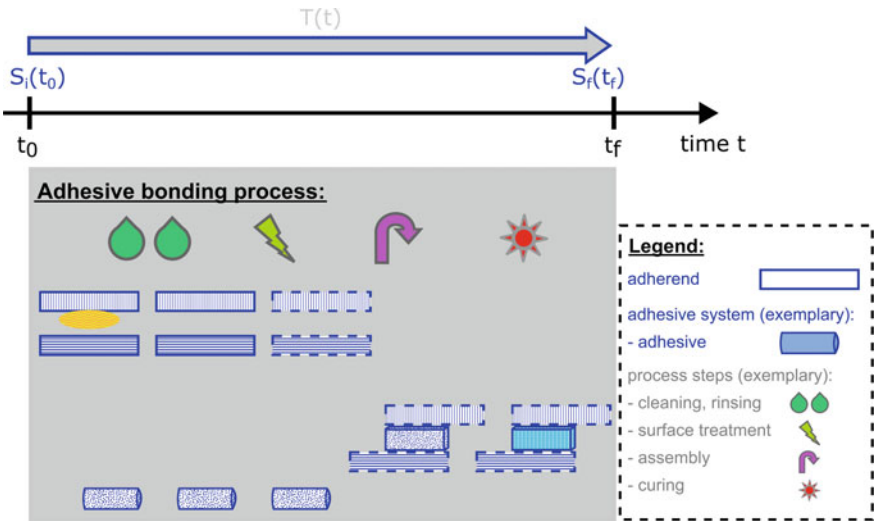 T(t)
Sᵢ(t₀)
S_f(t_f)
t₀
t_f
time t
Adhesive bonding process:
Legend:
adherend
adhesive system (exemplary):
- adhesive
process steps (exemplary):
- cleaning, rinsing
- surface treatment
- assembly
- curing